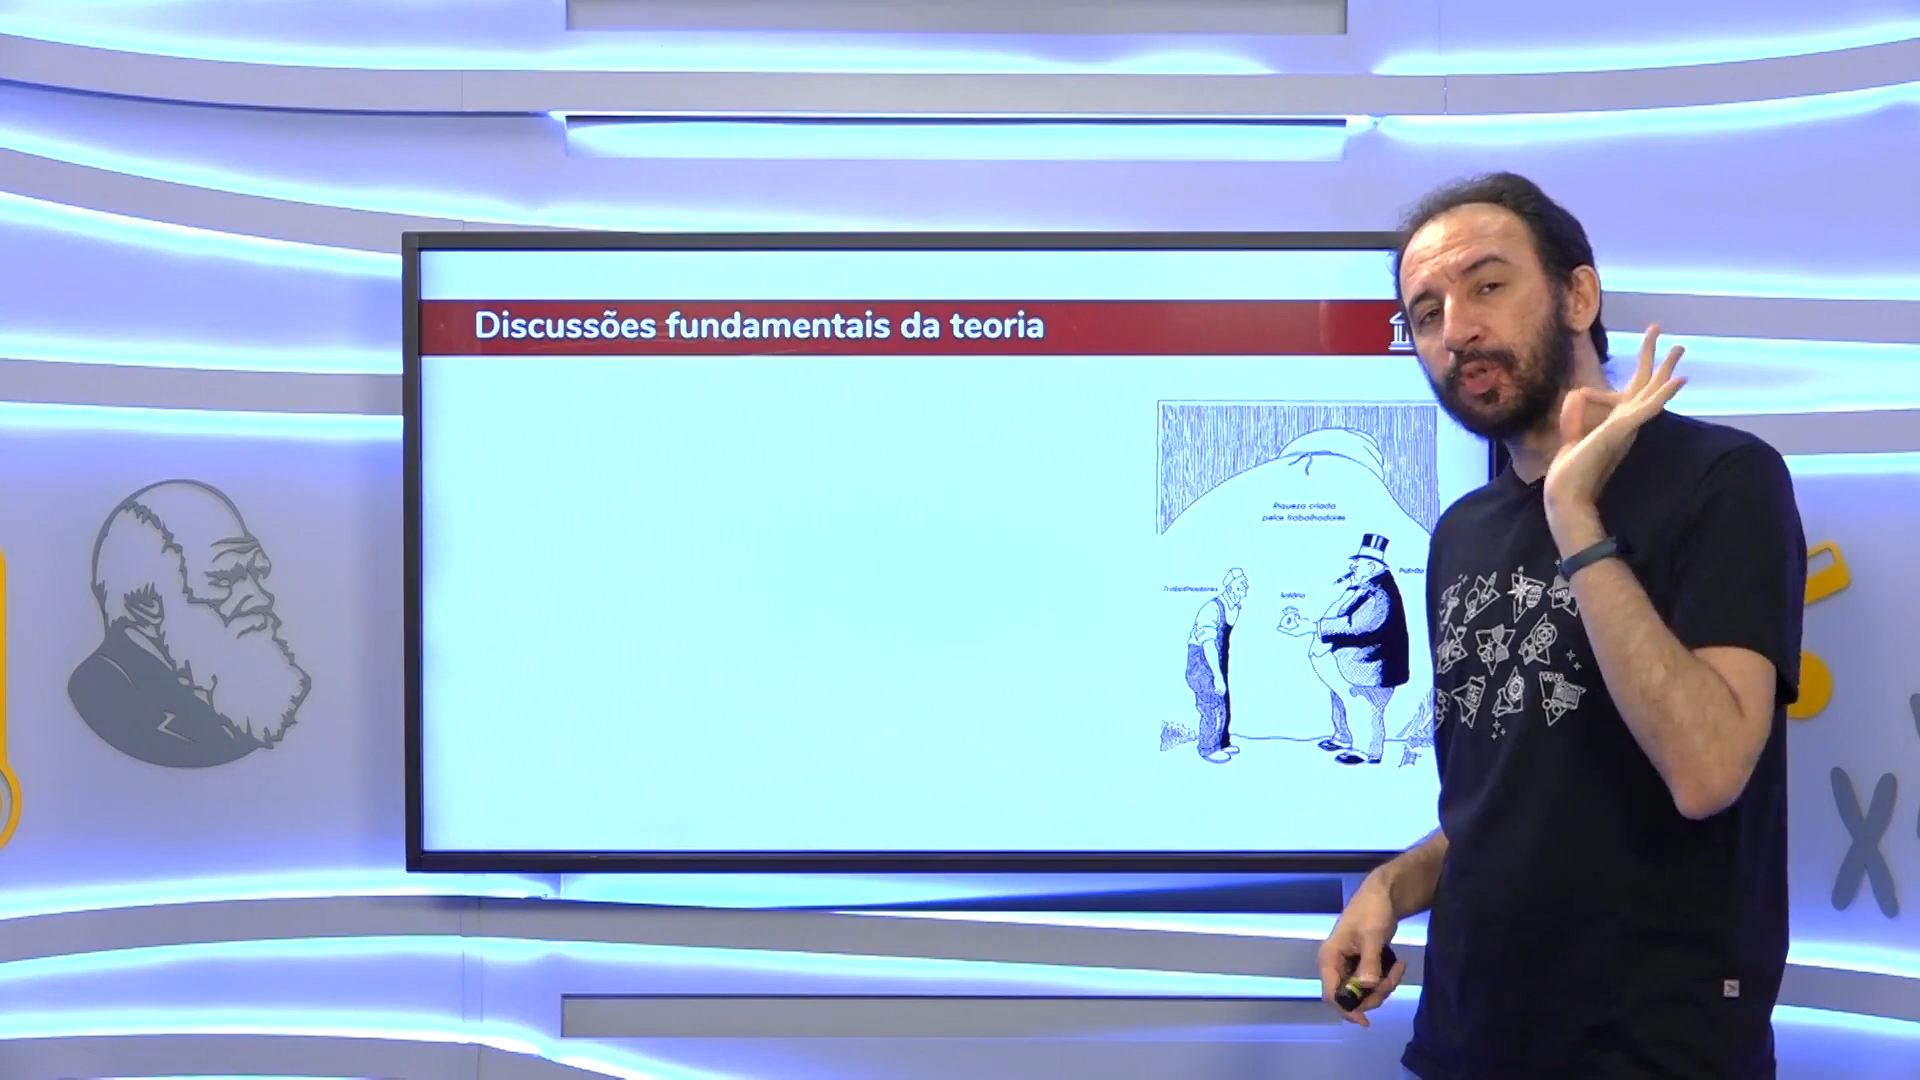 Discussões fundamentais da teoria
Riqueza criada
pelos trabalhadores
Patrão
Trabalhadores
Salário